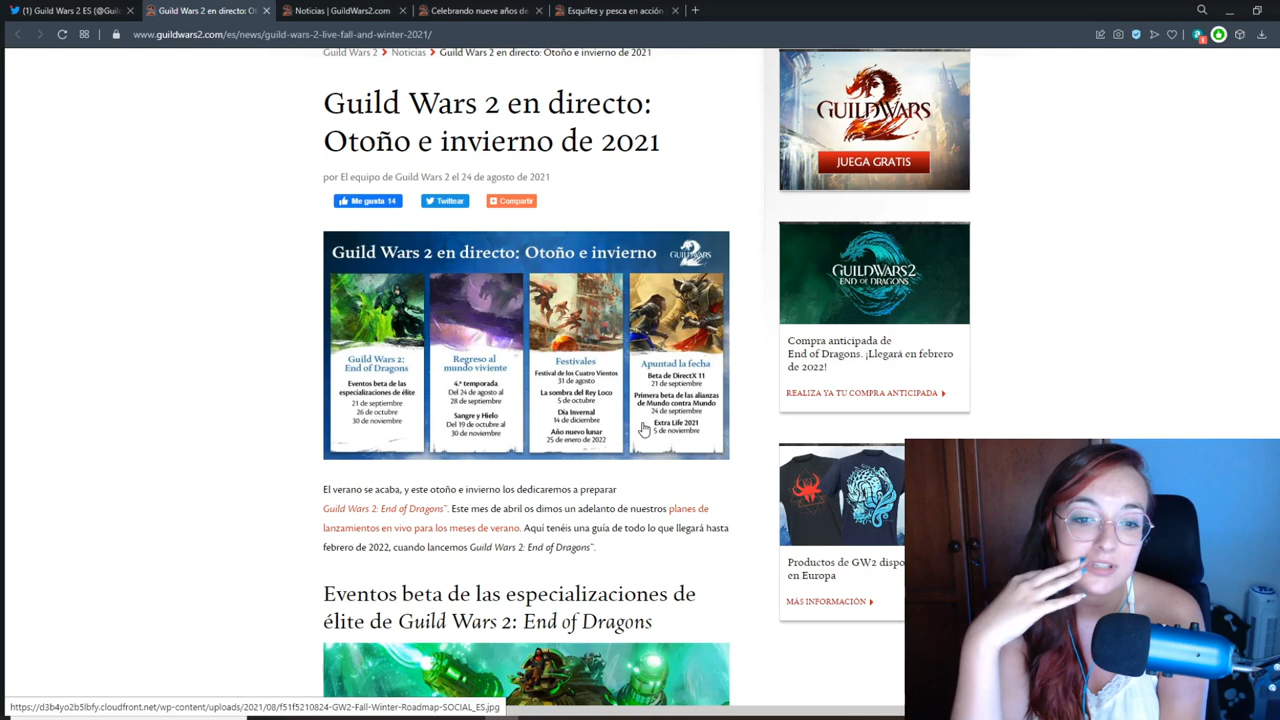 (1) Guild Wars 2 ES (@Guil
Guild Wars 2 en directo: Ot
Noticias | GuildWars2.com
Celebrando nueve años de
Esquifes y pesca en acción
www.guildwars2.com/es/news/guild-wars-2-live-fall-and-winter-2021/
Guild Wars 2 > Noticias > Guild Wars 2 en directo: Otoño e invierno de 2021
Guild Wars 2 en directo:
Otoño e invierno de 2021
por El equipo de Guild Wars 2 el 24 de agosto de 2021
Me gusta 14
Twittear
Compartir
Guild Wars 2 en directo: Otoño e invierno
GUILD WARS 2
Guild Wars 2:
End of Dragons
Eventos beta de las
especializaciones de élite
21 de septiembre
26 de octubre
30 de noviembre
Regreso al
mundo viviente
4.ª temporada
Del 24 de agosto al
28 de septiembre
Sangre y Hielo
Del 19 de octubre al
30 de noviembre
Festivales
Festival de los Cuatro Vientos
31 de agosto
La sombra del Rey Loco
5 de octubre
Día Invernal
14 de diciembre
Año nuevo lunar
25 de enero de 2022
Apuntad la fecha
Beta de DirectX 11
21 de septiembre
Primera beta de las alianzas
de Mundo contra Mundo
24 de septiembre
Extra Life 2021
5 de noviembre
El verano se acaba, y este otoño e invierno los dedicaremos a preparar
Guild Wars 2: End of Dragons™. Este mes de abril os dimos un adelanto de nuestros planes de
lanzamientos en vivo para los meses de verano. Aquí tenéis una guía de todo lo que llegará hasta
febrero de 2022, cuando lancemos Guild Wars 2: End of Dragons™.
Eventos beta de las especializaciones de
élite de Guild Wars 2: End of Dragons
GUILD WARS 2
JUEGA GRATIS
GUILD WARS 2
END OF DRAGONS
Compra anticipada de
End of Dragons. ¡Llegará en febrero
de 2022!
REALIZA YA TU COMPRA ANTICIPADA
Productos de GW2 dispo
en Europa
MÁS INFORMACIÓN
https://d3b4yo2b5lbfy.cloudfront.net/wp-content/uploads/2021/08/f51f5210824-GW2-Fall-Winter-Roadmap-SOCIAL_ES.jpg